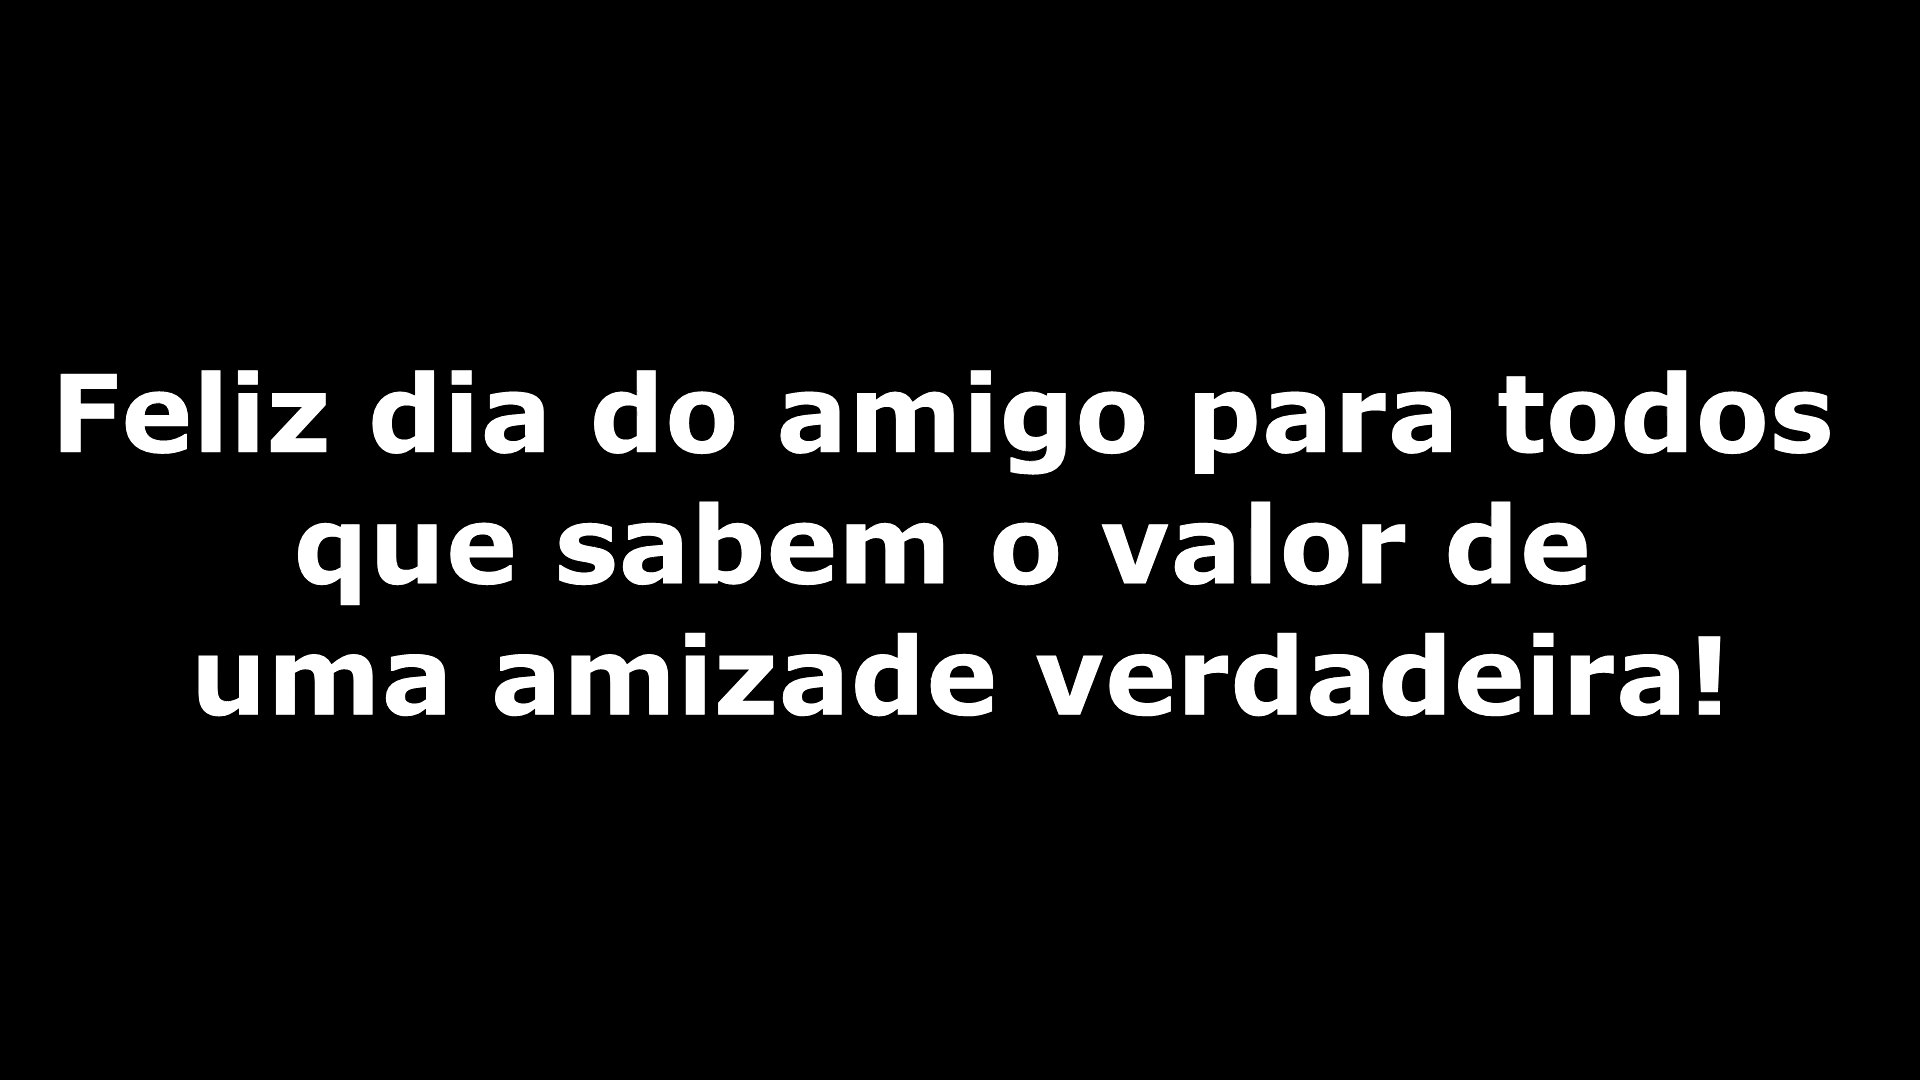 Feliz dia do amigo para todos
que sabem o valor de
uma amizade verdadeira!